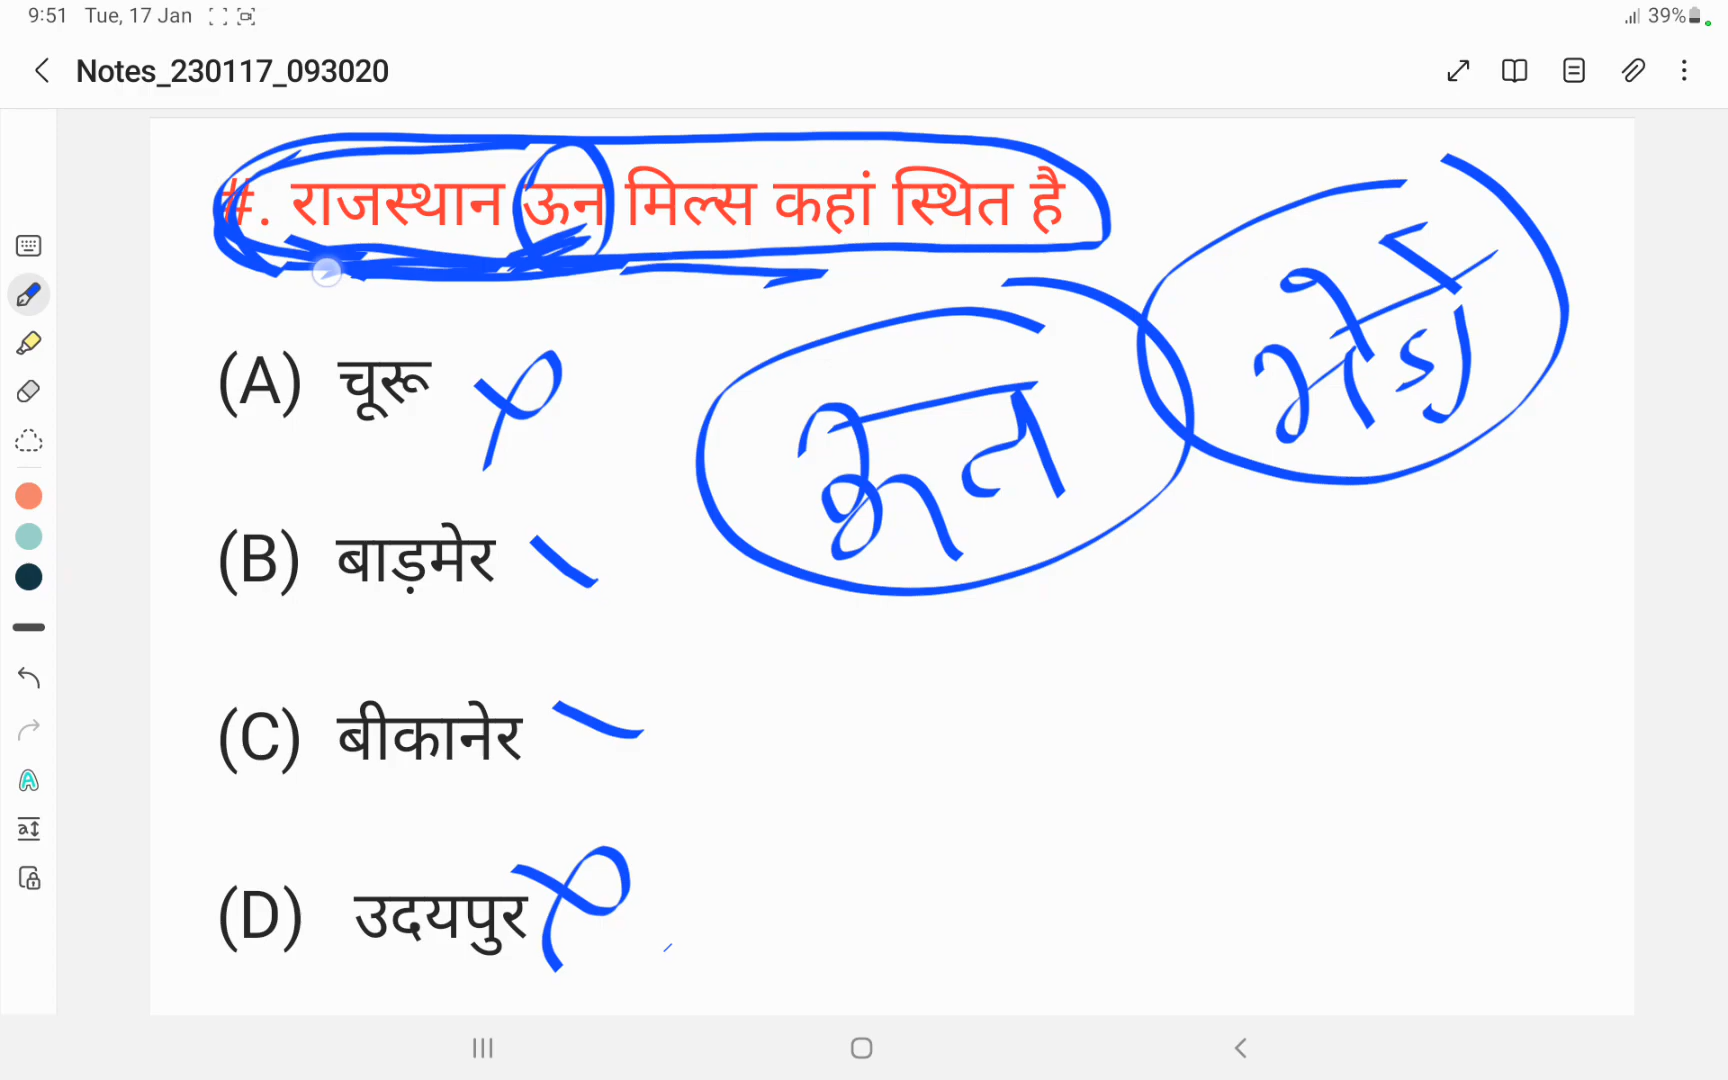 9:51 Tue, 17 Jan 39%
Notes_230117_093020
#. राजस्थान ऊन मिल्स कहां स्थित है
(A) चूरू
(B) बाड़मेर
(C) बीकानेर
(D) उदयपुर
ऊन
भेड़